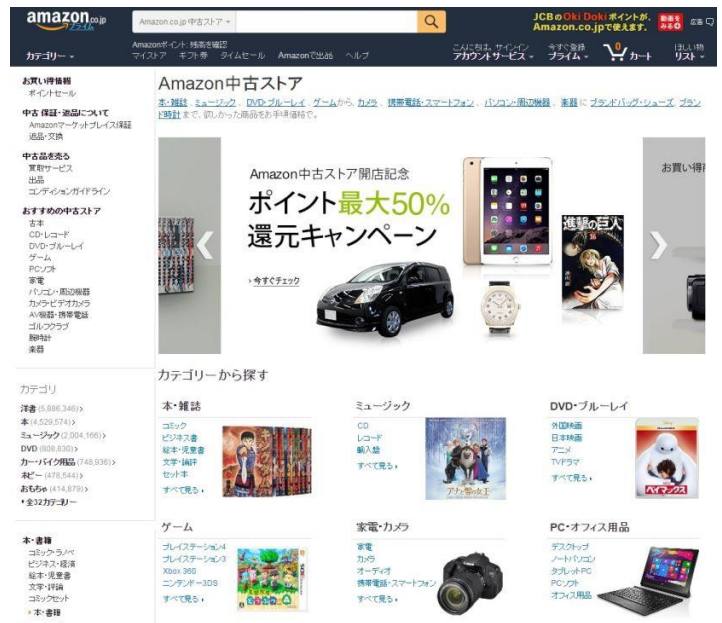 amazon.co.jp
プライム
Amazon.co.jp 中古ストア
JCBのOki Doki ポイントが、
Amazon.co.jpで使えます。
動画を
みる
広告
カテゴリー
Amazonポイント: 残高を確認
マイストア ギフト券 タイムセール Amazonで出品 ヘルプ
こんにちは。サインイン
アカウントサービス
今すぐ登録
プライム
0
カート
ほしい物
リスト
お買い得情報
ポイントセール
中古 保証・返品について
Amazonマーケットプレイス保証
返品・交換
中古品を売る
買取サービス
出品
コンディションガイドライン
おすすめの中古ストア
古本
CD・レコード
DVD・ブルーレイ
ゲーム
PCソフト
家電
パソコン・周辺機器
カメラ・ビデオカメラ
AV機器・携帯電話
ゴルフクラブ
腕時計
楽器
カテゴリ
洋書 (5,886,346)›
本 (4,529,574)›
ミュージック (2,004,166)›
DVD (808,830)›
カー・バイク用品 (748,936)›
ホビー (478,544)›
おもちゃ (414,879)›
全32カテゴリー
本・書籍
コミック・ラノベ
ビジネス・経済
絵本・児童書
文学・評論
コミックセット
本・書籍
Amazon中古ストア
本・雑誌 、ミュージック 、DVD・ブルーレイ 、ゲームから、カメラ 、携帯電話・スマートフォン 、パソコン・周辺機器 、楽器 に ブランドバッグ・シューズ、ブラン
ド時計 まで、欲しかった商品をお手頃価格で。
Amazon中古ストア開店記念
ポイント最大50%
還元キャンペーン
›今すぐチェック
進撃の巨人
16
お買い得
カテゴリーから探す
本・雑誌
コミック
ビジネス書
絵本・児童書
文学・評論
セット本
すべて見る
ミュージック
CD
レコード
輸入盤
すべて見る
アナと雪の女王
DVD・ブルーレイ
外国映画
日本映画
アニメ
TVドラマ
すべて見る
ベイマックス
ゲーム
プレイステーション4
プレイステーション3
Xbox 360
ニンテンドー3DS
すべて見る
家電・カメラ
家電
カメラ
オーディオ
携帯電話・スマートフォン
すべて見る
PC・オフィス用品
デスクトップ
ノートパソコン
タブレットPC
PCソフト
オフィス用品